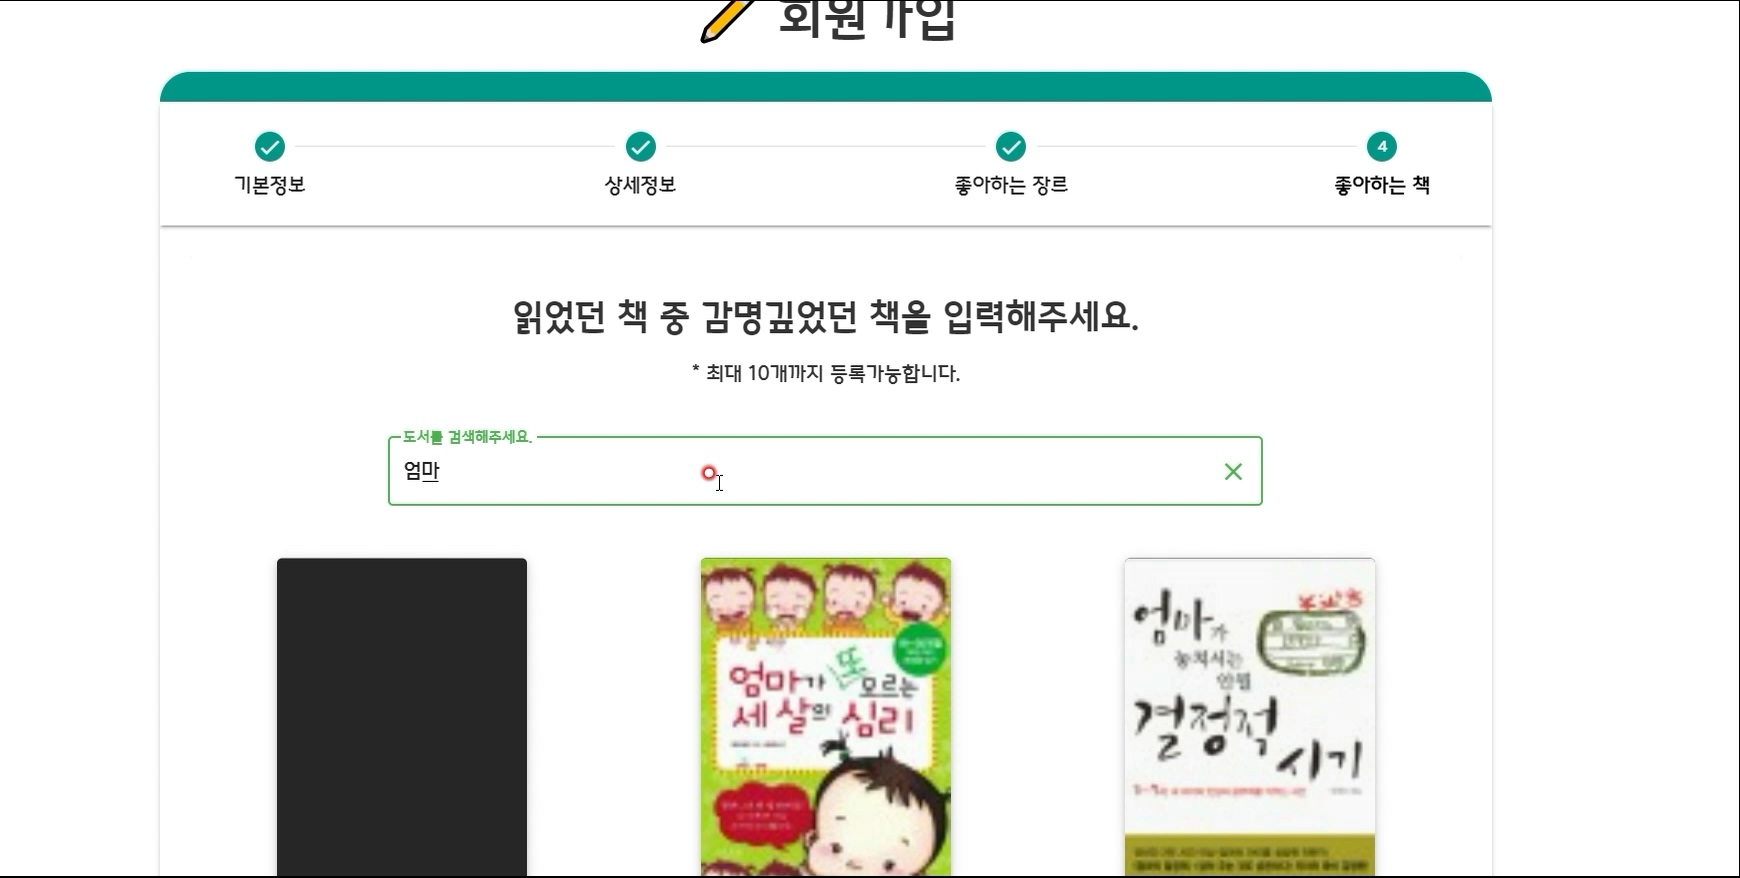 회원가입
기본정보
상세정보
좋아하는 장르
4
좋아하는 책
읽었던 책 중 감명깊었던 책을 입력해주세요.
* 최대 10개까지 등록가능합니다.
도서를 검색해주세요.
엄마
엄마가 또 모르는
세 살의 심리
엄마가
놓쳐서는
안될
결정적
시기